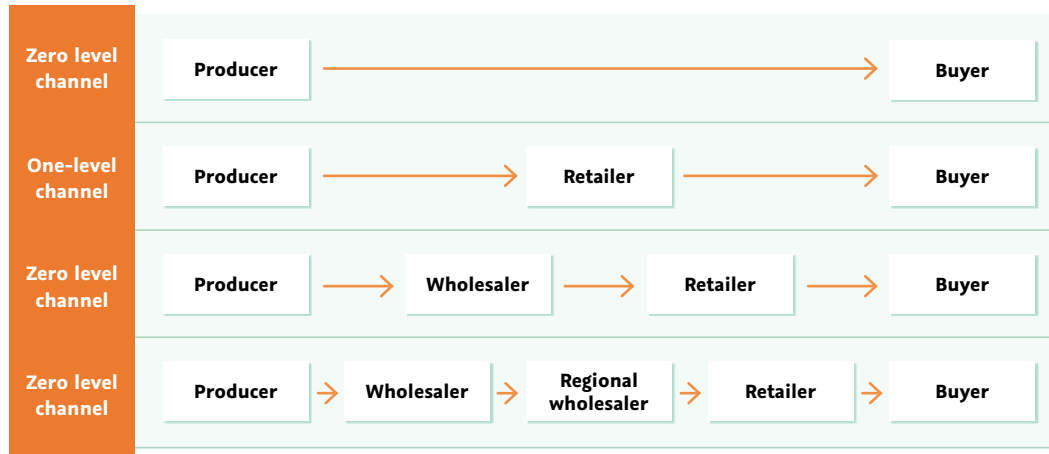 Zero level
channel
Producer
Buyer
One-level
channel
Producer
Retailer
Buyer
Zero level
channel
Producer
Wholesaler
Retailer
Buyer
Zero level
channel
Producer
Wholesaler
Regional
wholesaler
Retailer
Buyer